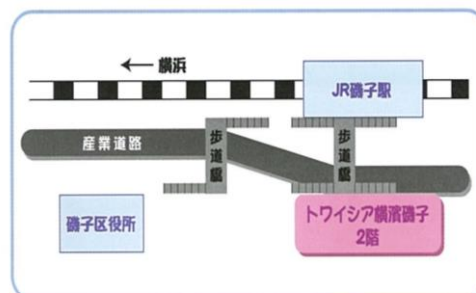 ← 横浜
JR磯子駅
産業道路
歩道橋
歩道橋
磯子区役所
トワイシア横濱磯子
2階